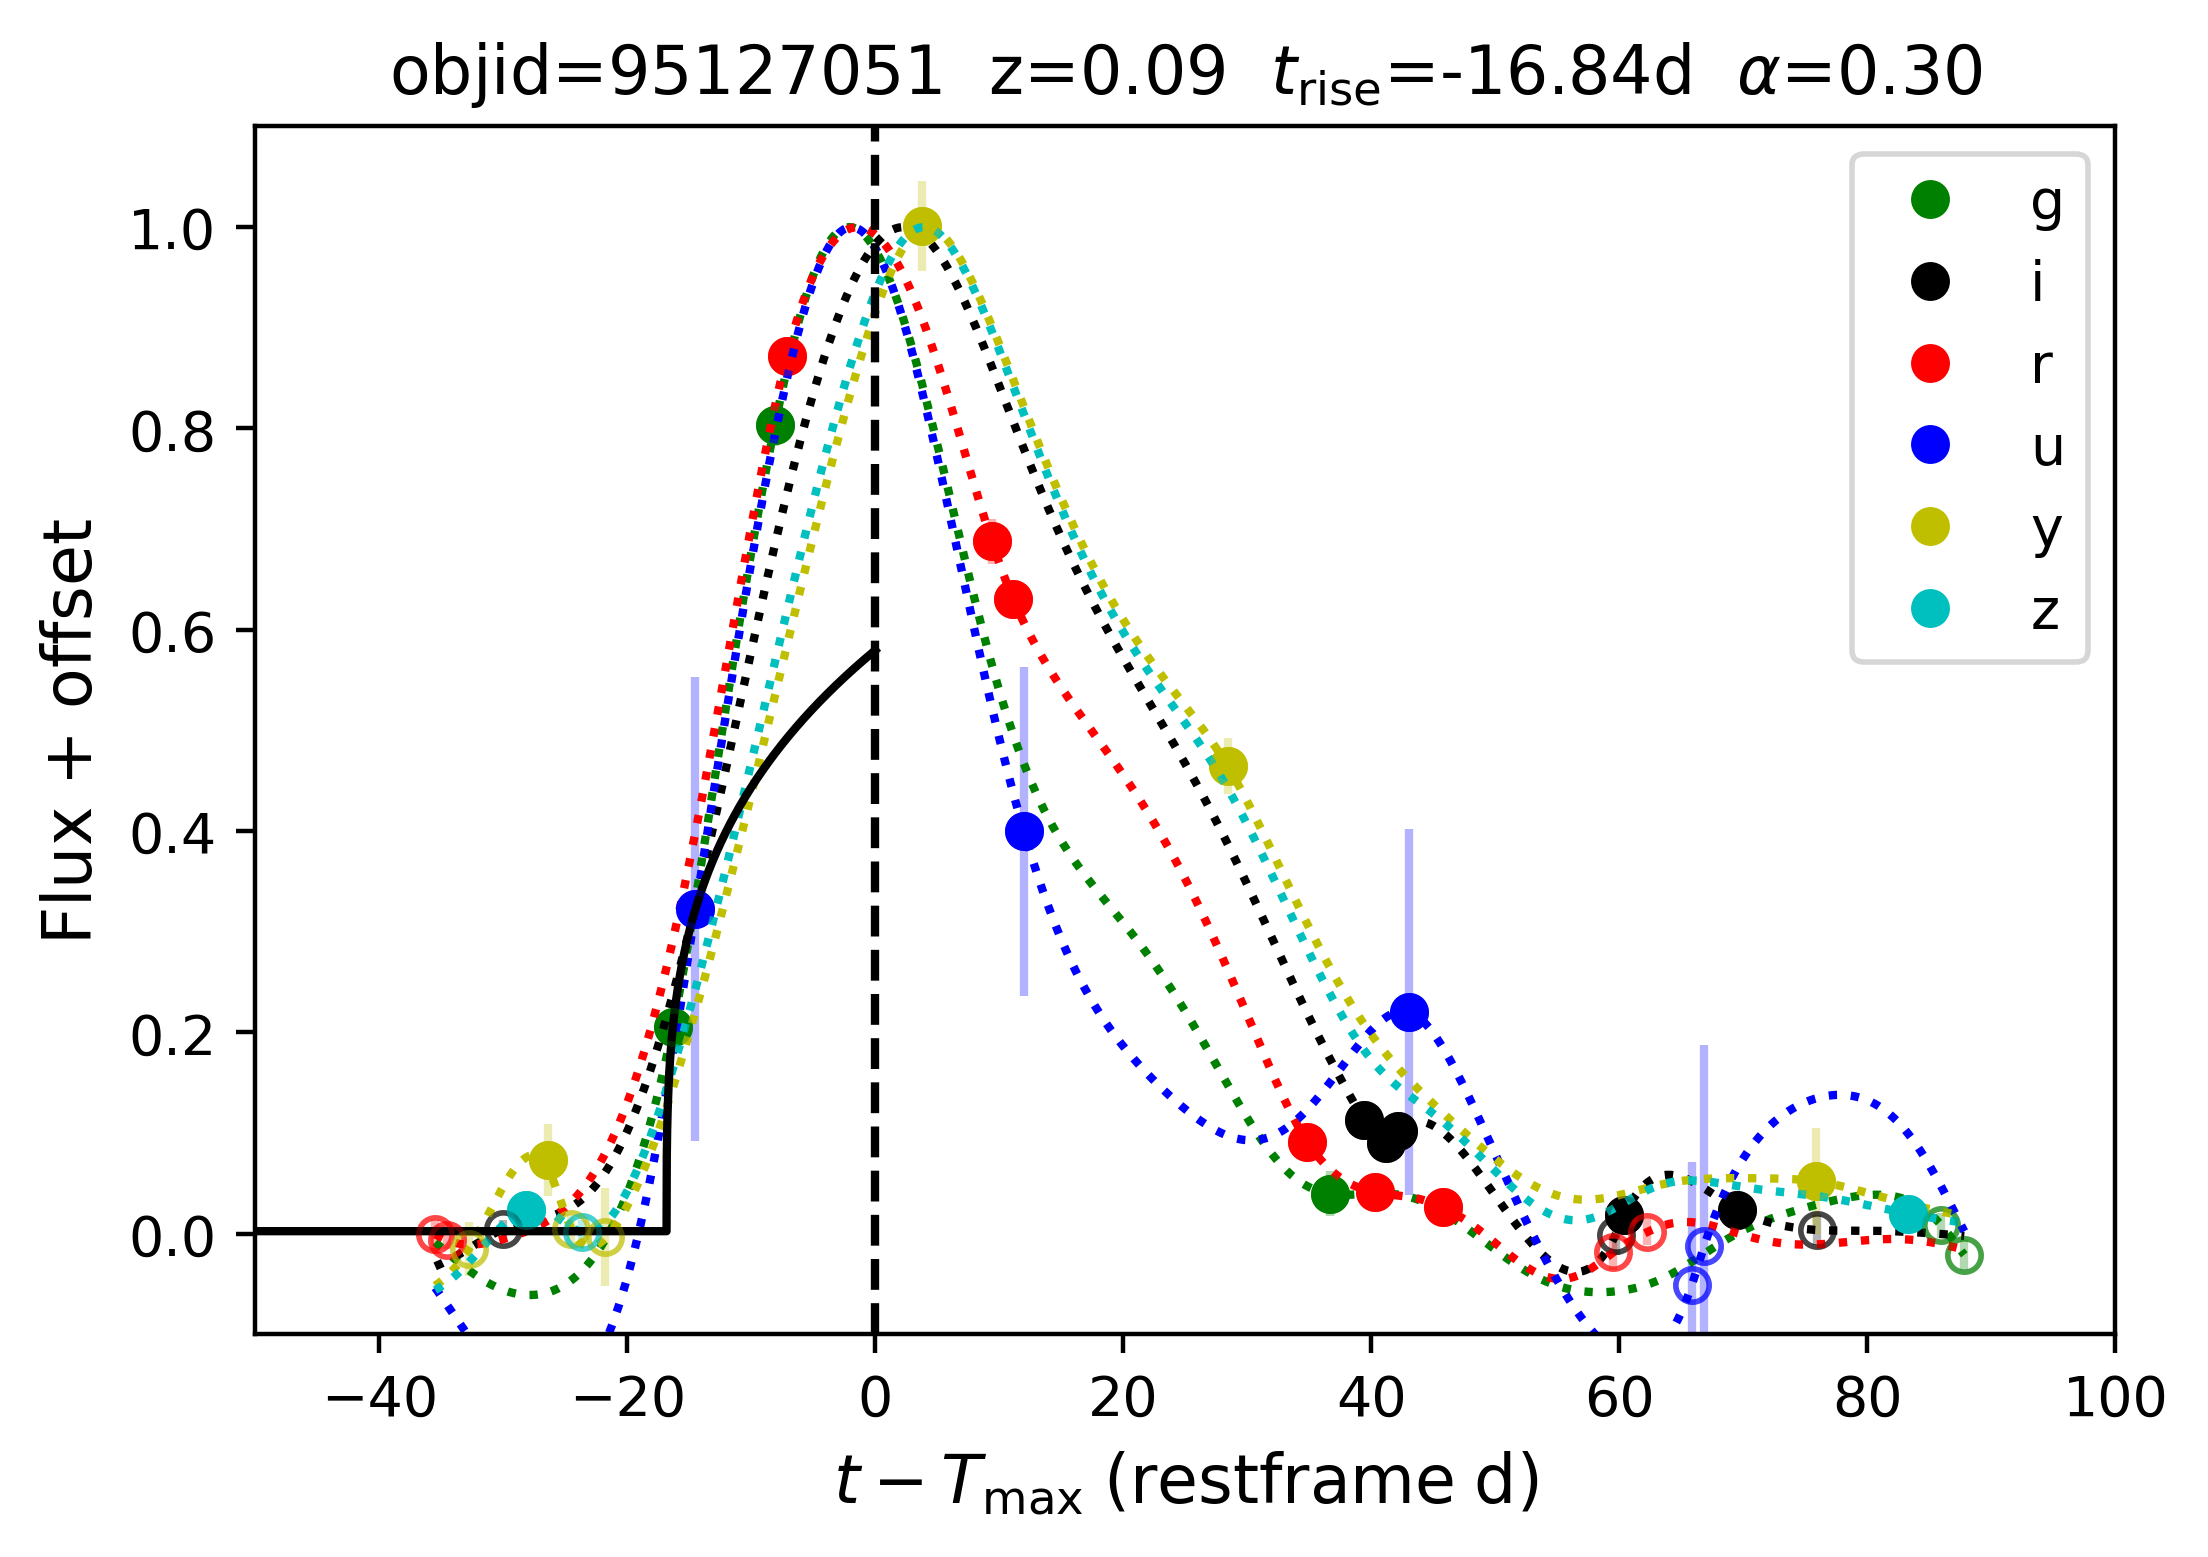 objid=95127051 z=0.09 t_rise=-16.84d α=0.30
g
i
r
u
y
z
Flux + offset
1.0
0.8
0.6
0.4
0.2
0.0
−40 −20 0 20 40 60 80 100
t − T_max (restframe d)